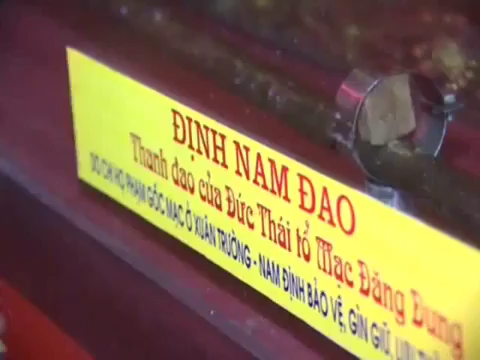 ĐỊNH NAM ĐAO
Thanh đao của Đức Thái tổ Mạc Đăng Dung
DO CHI HỌ PHẠM GỐC MẠC Ở XUÂN TRƯỜNG - NAM ĐỊNH BẢO VỆ, GÌN GIỮ,